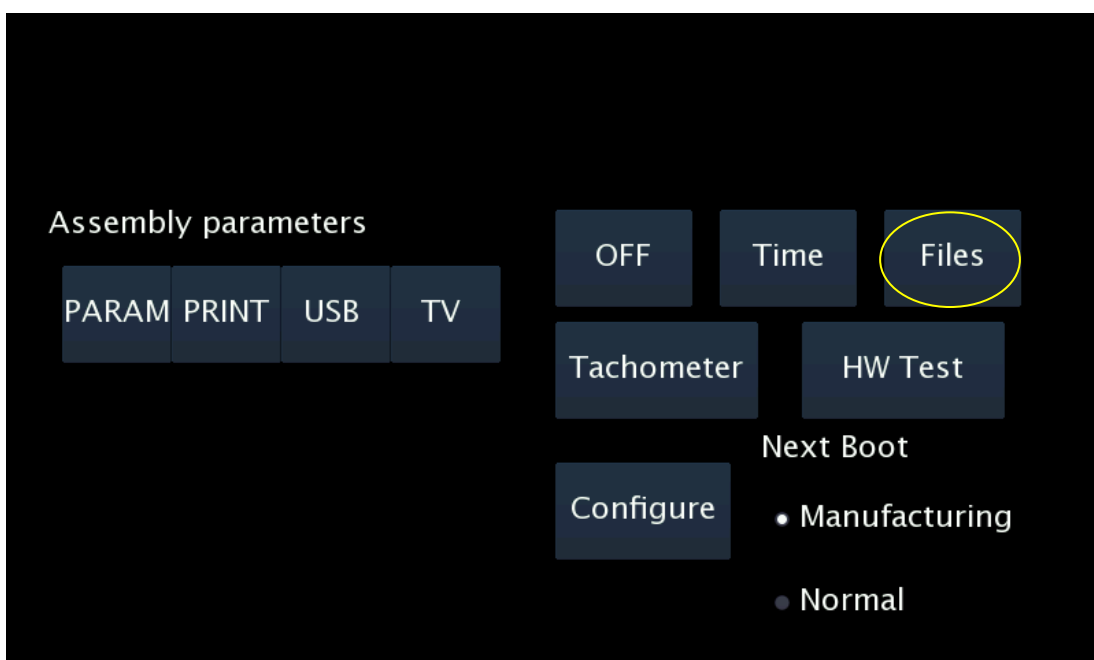 Assembly parameters
PARAM PRINT USB TV
OFF Time Files
Tachometer HW Test
Next Boot
Configure
Manufacturing
Normal